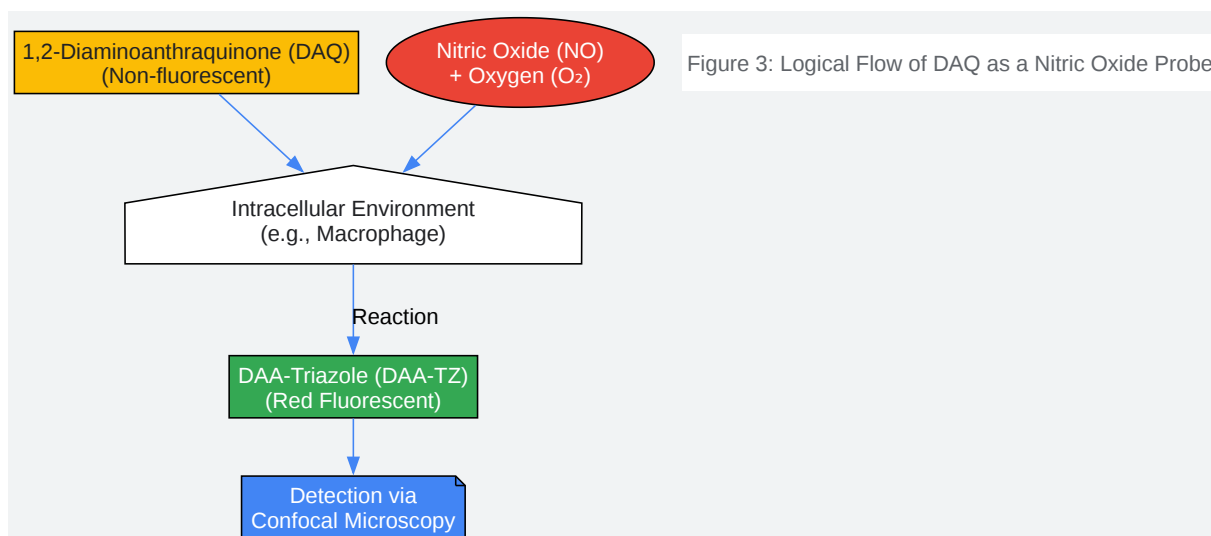 1,2-Diaminoanthraquinone (DAQ)
(Non-fluorescent)
Nitric Oxide (NO)
+ Oxygen (O₂)
Figure 3: Logical Flow of DAQ as a Nitric Oxide Probe
Intracellular Environment
(e.g., Macrophage)
Reaction
DAA-Triazole (DAA-TZ)
(Red Fluorescent)
Detection via
Confocal Microscopy